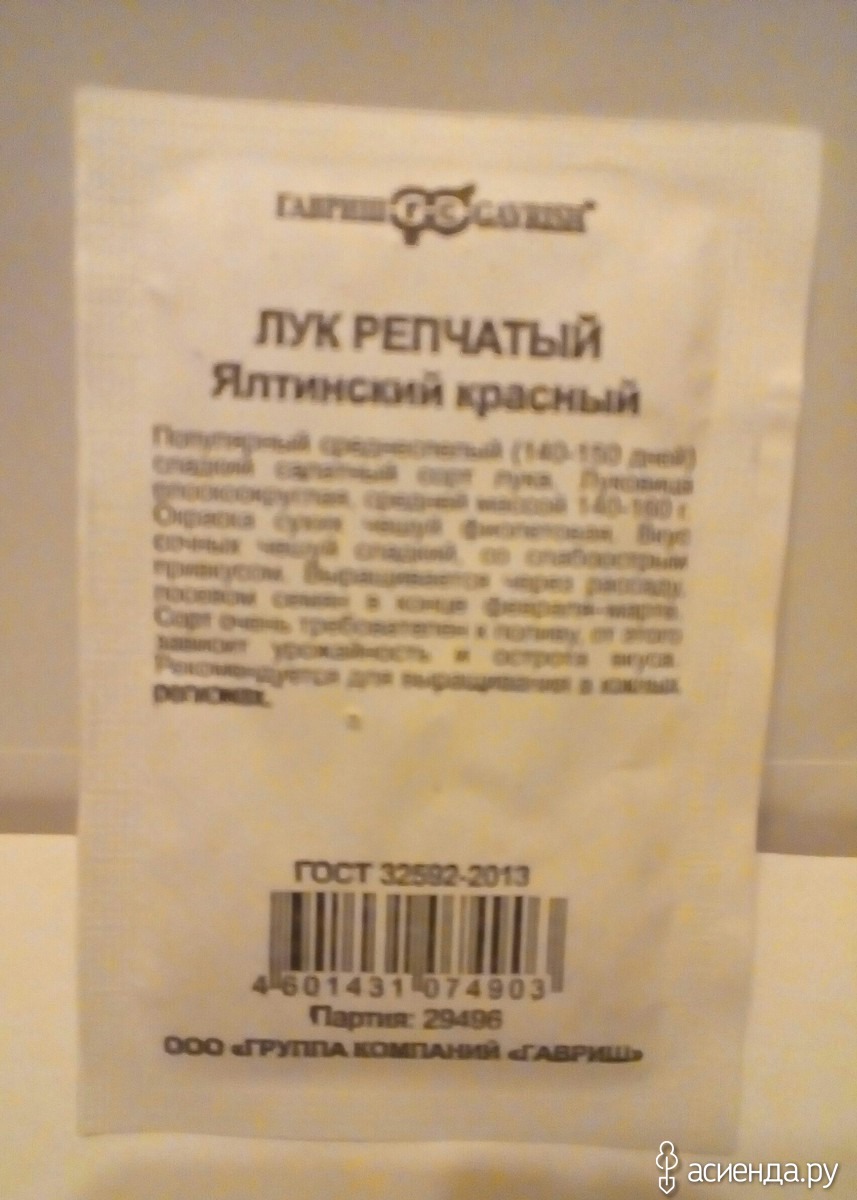 ГАВРИШ ГС GAVRISH
ЛУК РЕПЧАТЫЙ
Ялтинский красный
Популярный среднеспелый (140-150 дней)
сладкий салатный сорт лука. Луковица
плоскоокруглая, средней массой 140-160 г.
Окраска сухих чешуй фиолетовая. Вкус
сочных чешуй сладкий, со слабоострым
привкусом. Выращивается через рассаду,
посевом семян в конце февраля-марте.
Сорт очень требователен к поливу, от этого
зависит урожайность и острота вкуса.
Рекомендуется для выращивания в южных
регионах.
ГОСТ 32592-2013
4 601431 074903
Партия: 29496
ООО «ГРУППА КОМПАНИЙ «ГАВРИШ»
асиенда.ру